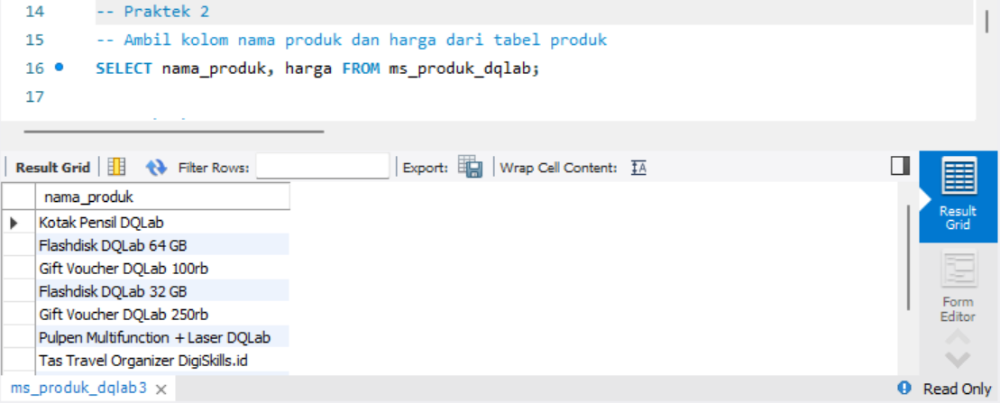 14 -- Praktek 2
15 -- Ambil kolom nama produk dan harga dari tabel produk
16 SELECT nama_produk, harga FROM ms_produk_dqlab;
17
Result Grid Filter Rows: Export: Wrap Cell Content: IA
nama_produk
Kotak Pensil DQLab
Flashdisk DQLab 64 GB
Gift Voucher DQLab 100rb
Flashdisk DQLab 32 GB
Gift Voucher DQLab 250rb
Pulpen Multifunction + Laser DQLab
Tas Travel Organizer DigiSkills.id
Result
Grid
Form
Editor
ms_produk_dqlab3
Read Only